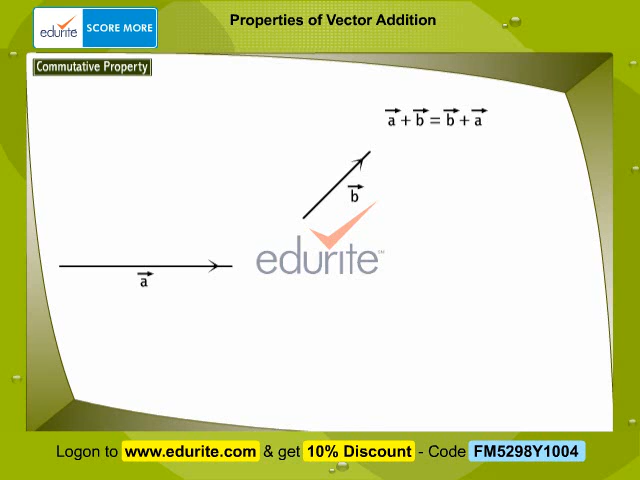 edurite SCORE MORE
Properties of Vector Addition
Commutative Property
a⃗ + b⃗ = b⃗ + a⃗
b⃗
edurite™
a⃗
Logon to www.edurite.com & get 10% Discount - Code FM5298Y1004